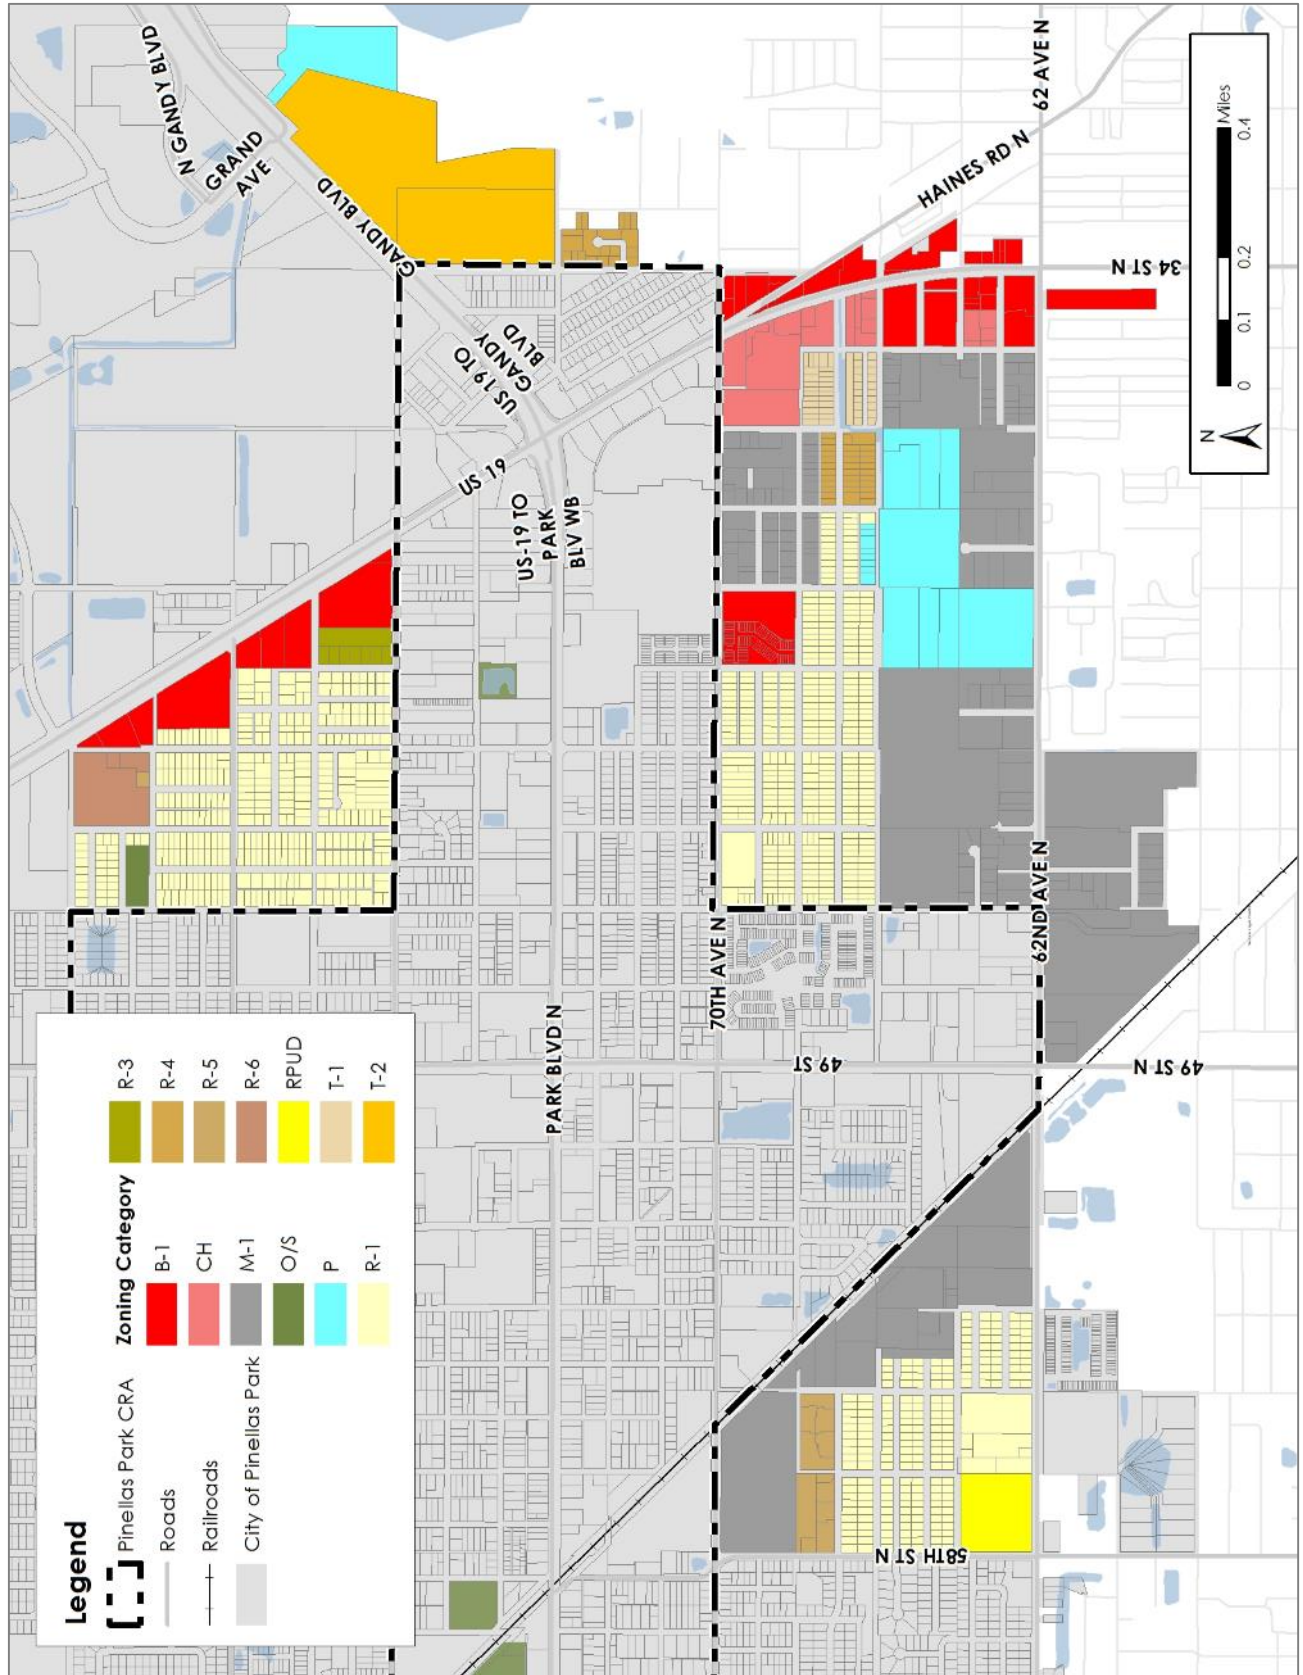 Legend
Pinellas Park CRA
Roads
Railroads
City of Pinellas Park
Zoning Category
B-1
CH
M-1
O/S
P
R-1
R-3
R-4
R-5
R-6
RPUD
T-1
T-2
N GANDY BLVD
GRAND
AVE
GANDY BLVD
GANDY BLVD
US 19 TO
GANDY
BLVD
US 19
US-19 TO
PARK
BLV WB
PARK BLVD N
70TH AVE N
49 ST
62ND AVE N
62 AVE N
HAINES RD N
34 ST N
49 ST N
58TH ST N
N
Miles
0
0.1
0.2
0.4